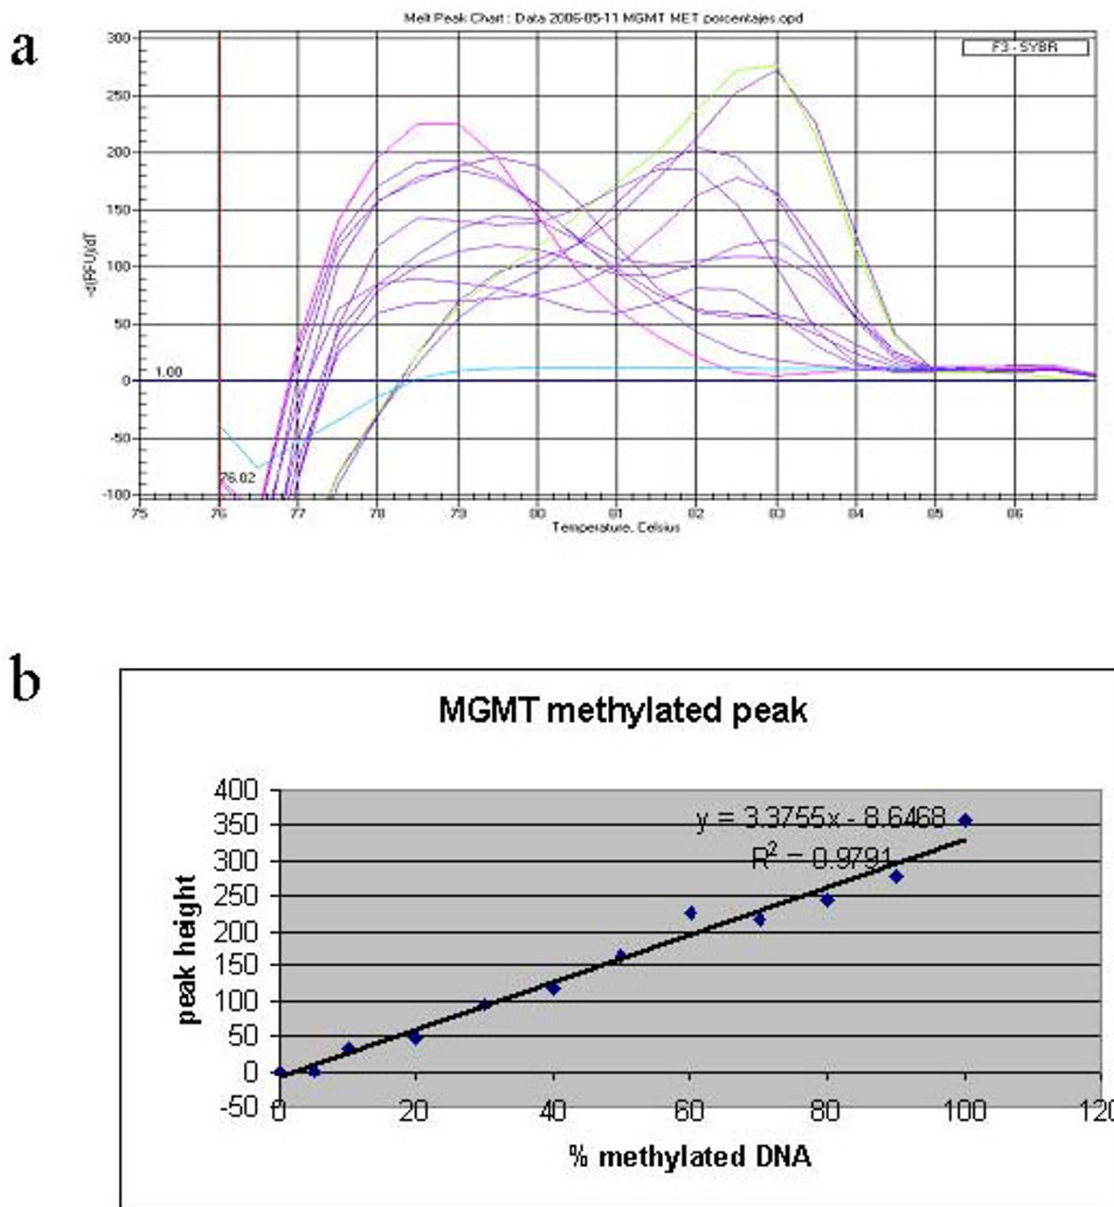 a
Melt Peak Chart : Data 2006-05-11 MGMT MET porcentajes.opd
F3 - SYBR
300
250
200
150
100
50
0
-50
-100
-d(RFU)/dT
1.00
76.02
75 76 77 78 79 80 81 82 83 84 85 86
Temperature, Celsius
b
MGMT methylated peak
y = 3.3755x - 8.6468
R² = 0.9791
400
350
300
250
200
150
100
50
0
-50
peak height
0 20 40 60 80 100 120
% methylated DNA